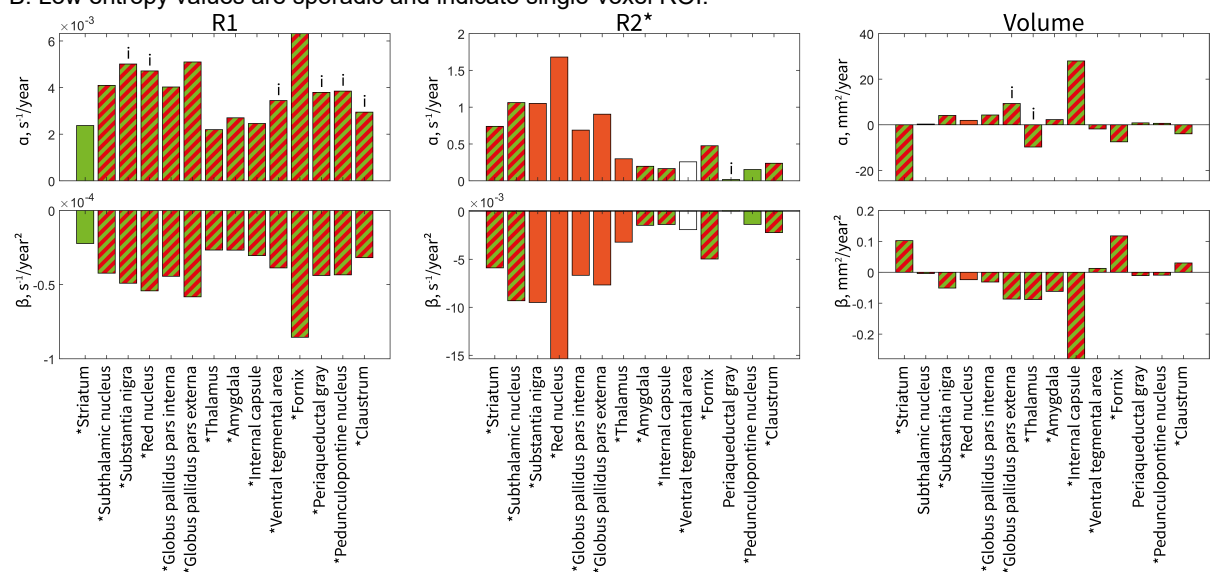 B. Low entropy values are sporadic and indicate single-voxel ROI.
R1
×10⁻³
α, s⁻¹/year
6
4
2
0
i
i
i
i
i
i
×10⁻⁴
β, s⁻¹/year²
0
-0.5
-1
*Striatum
*Subthalamic nucleus
*Substantia nigra
*Red nucleus
*Globus pallidus pars interna
*Globus pallidus pars externa
*Thalamus
*Amygdala
*Internal capsule
*Ventral tegmental area
*Fornix
*Periaqueductal gray
*Pedunculopontine nucleus
*Claustrum
R2*
α, s⁻¹/year
2
1.5
1
0.5
0
i
×10⁻³
β, s⁻¹/year²
0
-5
-10
-15
*Striatum
*Subthalamic nucleus
*Substantia nigra
*Red nucleus
*Globus pallidus pars interna
*Globus pallidus pars externa
*Thalamus
*Amygdala
*Internal capsule
*Ventral tegmental area
*Fornix
Periaqueductal gray
*Pedunculopontine nucleus
*Claustrum
Volume
α, mm²/year
40
20
0
-20
i
i
β, mm²/year²
0.2
0.1
0
-0.1
-0.2
*Striatum
Subthalamic nucleus
*Substantia nigra
*Red nucleus
*Globus pallidus pars interna
*Globus pallidus pars externa
*Thalamus
*Amygdala
*Internal capsule
*Ventral tegmental area
*Fornix
Periaqueductal gray
*Pedunculopontine nucleus
*Claustrum